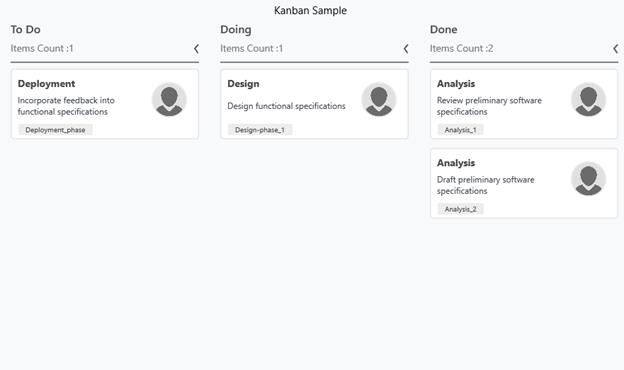 Kanban Sample
To Do
Items Count :1
Deployment
Incorporate feedback into
functional specifications
Deployment_phase
Doing
Items Count :1
Design
Design functional specifications
Design-phase_1
Done
Items Count :2
Analysis
Review preliminary software
specifications
Analysis_1
Analysis
Draft preliminary software
specifications
Analysis_2